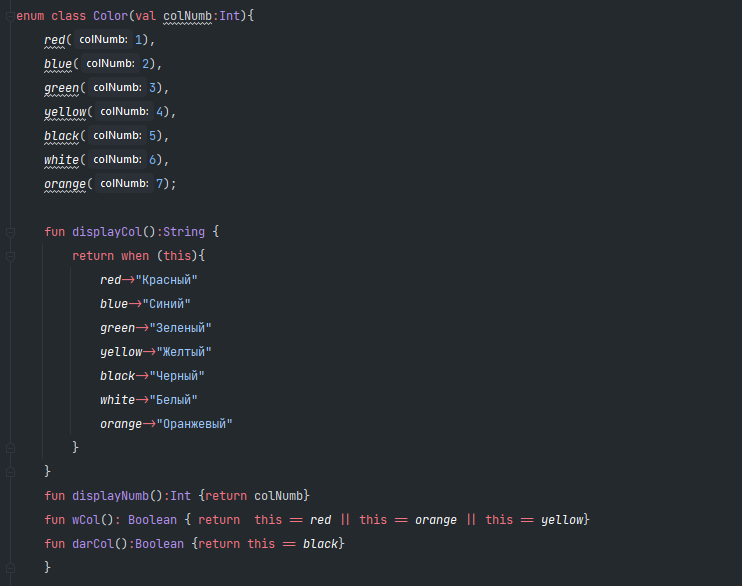 enum class Color(val colNumb:Int){
red( colNumb: 1),
blue( colNumb: 2),
green( colNumb: 3),
yellow( colNumb: 4),
black( colNumb: 5),
white( colNumb: 6),
orange( colNumb: 7);
fun displayCol():String {
return when (this){
red->"Красный"
blue->"Синий"
green->"Зеленый"
yellow->"Желтый"
black->"Черный"
white->"Белый"
orange->"Оранжевый"
}
}
fun displayNumb():Int {return colNumb}
fun wCol(): Boolean { return  this == red || this == orange || this == yellow}
fun darCol():Boolean {return this == black}
}